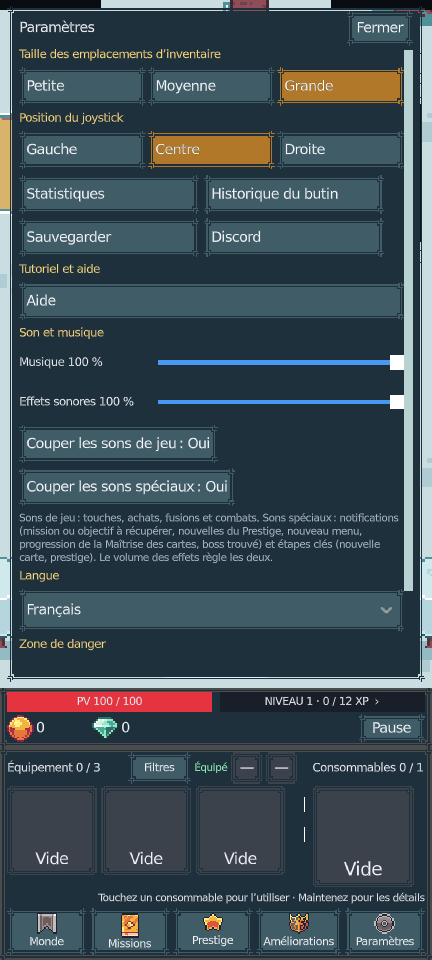 Paramètres
Fermer
Taille des emplacements d’inventaire
Petite
Moyenne
Grande
Position du joystick
Gauche
Centre
Droite
Statistiques
Historique du butin
Sauvegarder
Discord
Tutoriel et aide
Aide
Son et musique
Musique 100 %
Effets sonores 100 %
Couper les sons de jeu : Oui
Couper les sons spéciaux : Oui
Sons de jeu : touches, achats, fusions et combats. Sons spéciaux : notifications
(mission ou objectif à récupérer, nouvelles du Prestige, nouveau menu,
progression de la Maîtrise des cartes, boss trouvé) et étapes clés (nouvelle
carte, prestige). Le volume des effets règle les deux.
Langue
Français
Zone de danger
PV 100 / 100
NIVEAU 1 · 0 / 12 XP ›
0
0
Pause
Équipement 0 / 3
Filtres
Équipé
—
—
Consommables 0 / 1
Vide
Vide
Vide
Vide
Touchez un consommable pour l’utiliser · Maintenez pour les détails
Monde
Missions
Prestige
Améliorations
Paramètres